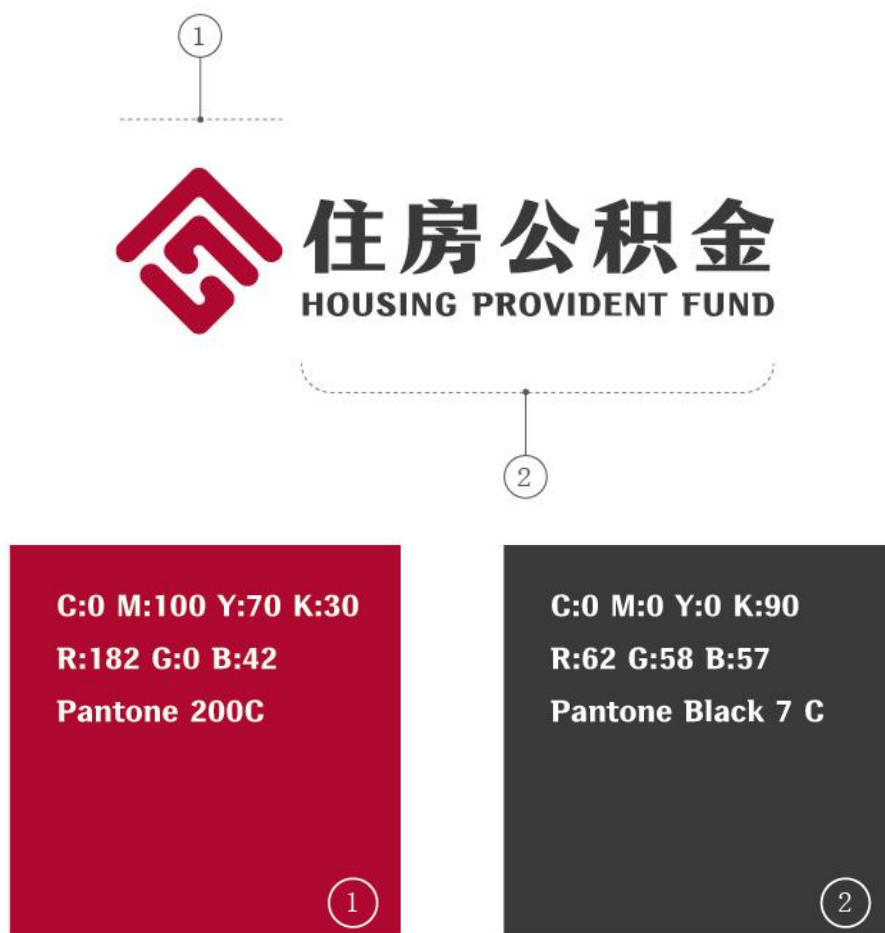 1
住房公积金
HOUSING PROVIDENT FUND
2
C:0 M:100 Y:70 K:30
R:182 G:0 B:42
Pantone 200C
1
C:0 M:0 Y:0 K:90
R:62 G:58 B:57
Pantone Black 7 C
2